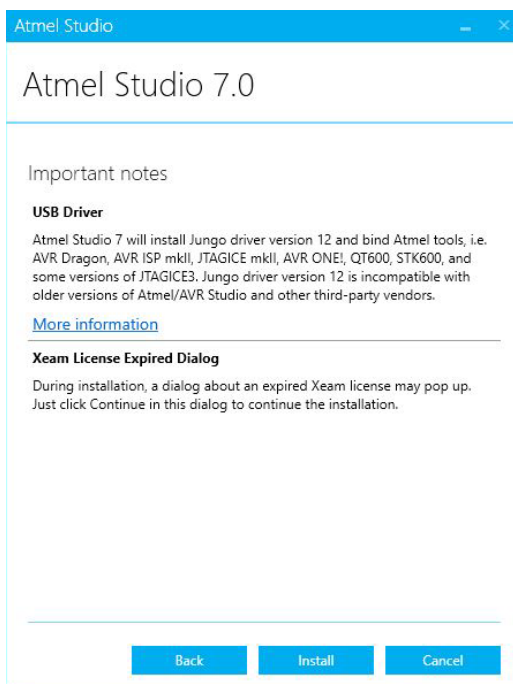 Atmel Studio
Atmel Studio 7.0
Important notes
USB Driver
Atmel Studio 7 will install Jungo driver version 12 and bind Atmel tools, i.e.
AVR Dragon, AVR ISP mkII, JTAGICE mkII, AVR ONE!, QT600, STK600, and
some versions of JTAGICE3. Jungo driver version 12 is incompatible with
older versions of Atmel/AVR Studio and other third-party vendors.
More information
Xeam License Expired Dialog
During installation, a dialog about an expired Xeam license may pop up.
Just click Continue in this dialog to continue the installation.
Back Install Cancel